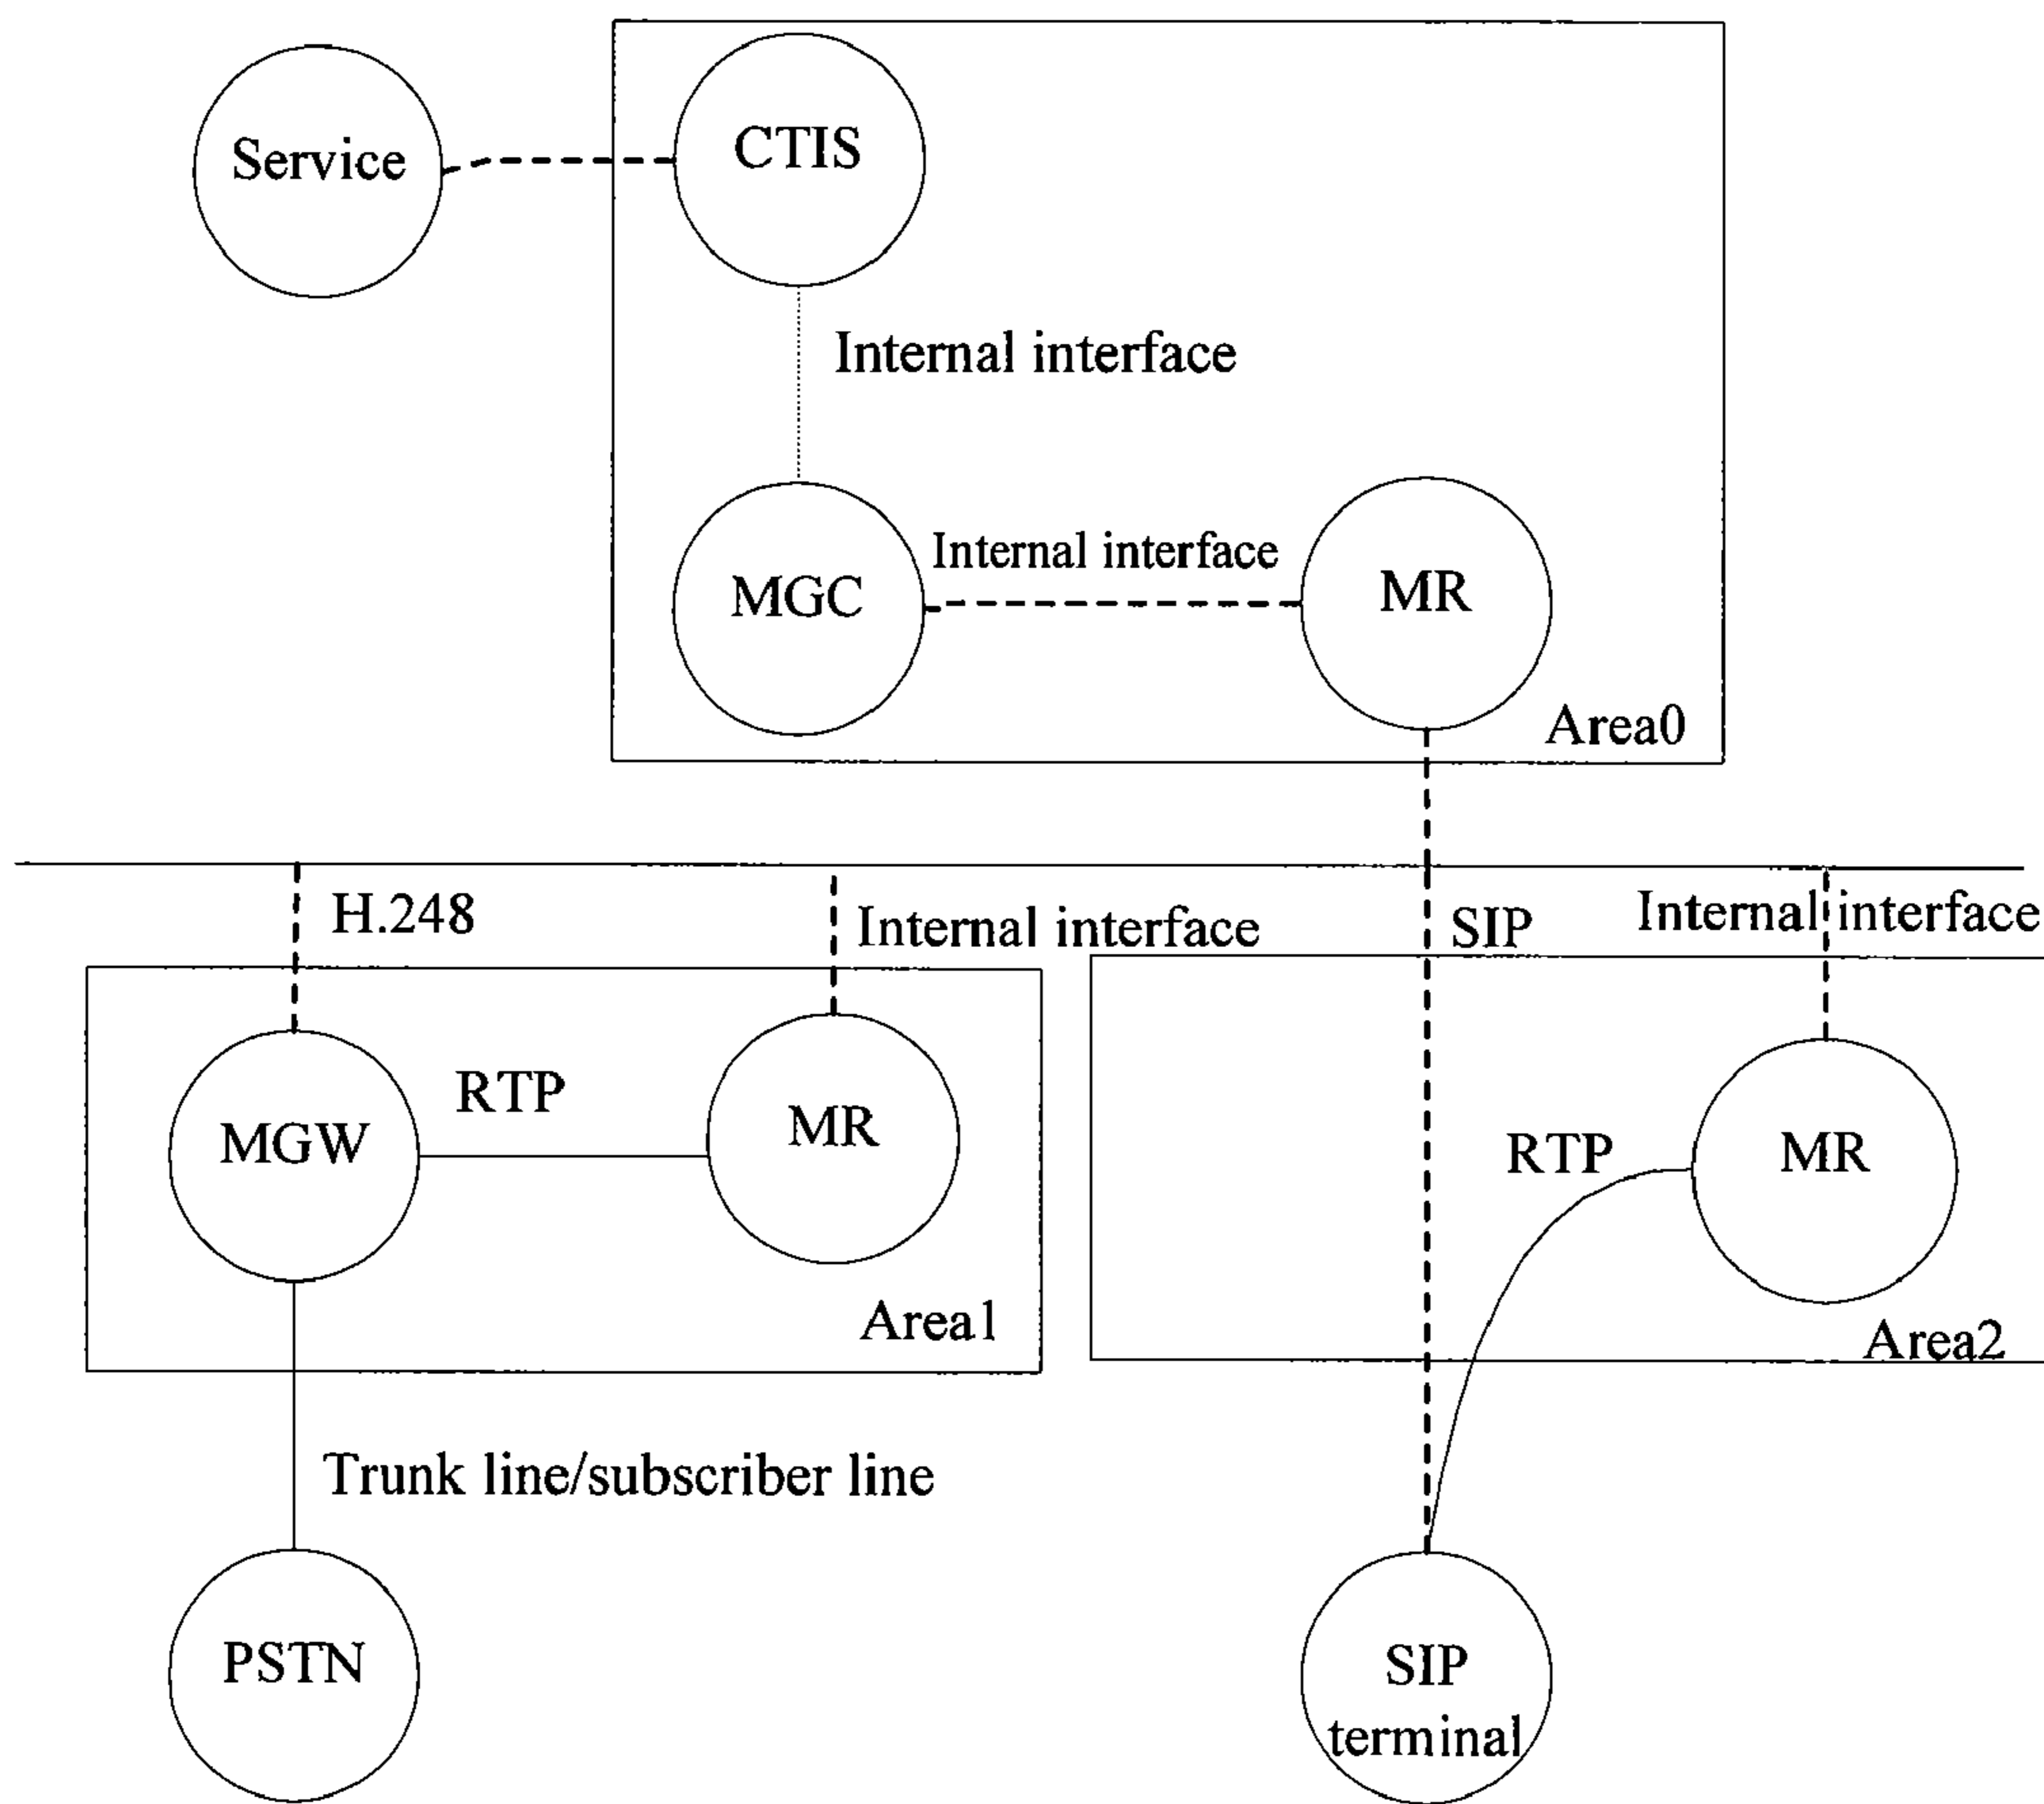 Service
CTIS
Internal interface
Internal interface
MGC
MR
Area0
H.248
Internal interface
SIP
Internal interface
MGW
RTP
MR
RTP
MR
Area1
Area2
Trunk line/subscriber line
PSTN
SIP
terminal